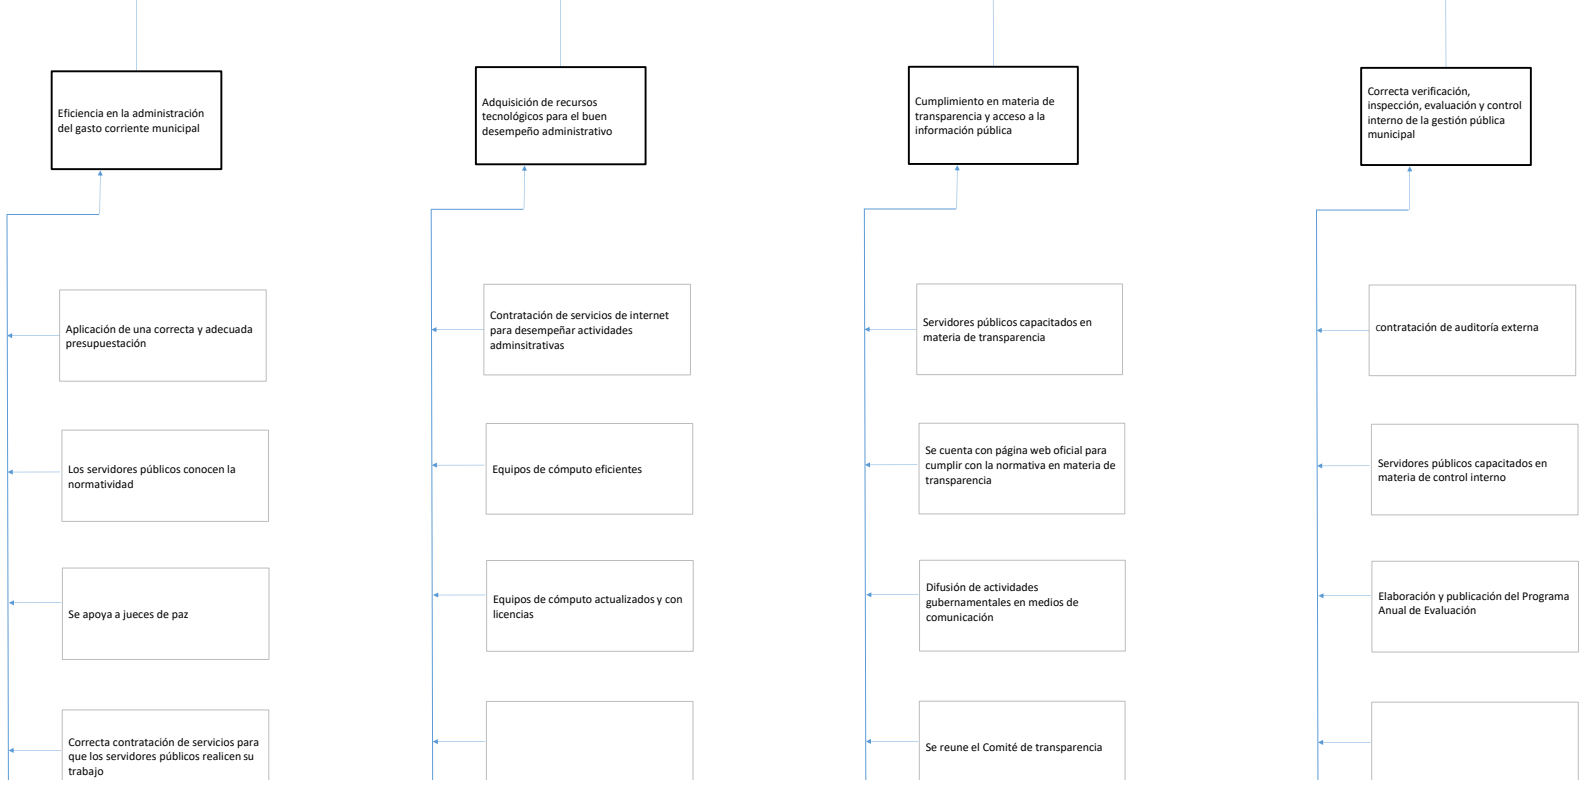 Eficiencia en la administración
del gasto corriente municipal
Adquisición de recursos
tecnológicos para el buen
desempeño administrativo
Cumplimiento en materia de
transparencia y acceso a la
información pública
Correcta verificación,
inspección, evaluación y control
interno de la gestión pública
municipal
Aplicación de una correcta y adecuada
presupuestación
Contratación de servicios de internet
para desempeñar actividades
adminsitrativas
Servidores públicos capacitados en
materia de transparencia
contratación de auditoría externa
Los servidores públicos conocen la
normatividad
Equipos de cómputo eficientes
Se cuenta con página web oficial para
cumplir con la normativa en materia de
transparencia
Servidores públicos capacitados en
materia de control interno
Se apoya a jueces de paz
Equipos de cómputo actualizados y con
licencias
Difusión de actividades
gubernamentales en medios de
comunicación
Elaboración y publicación del Programa
Anual de Evaluación
Correcta contratación de servicios para
que los servidores públicos realicen su
trabajo
Se reune el Comité de transparencia